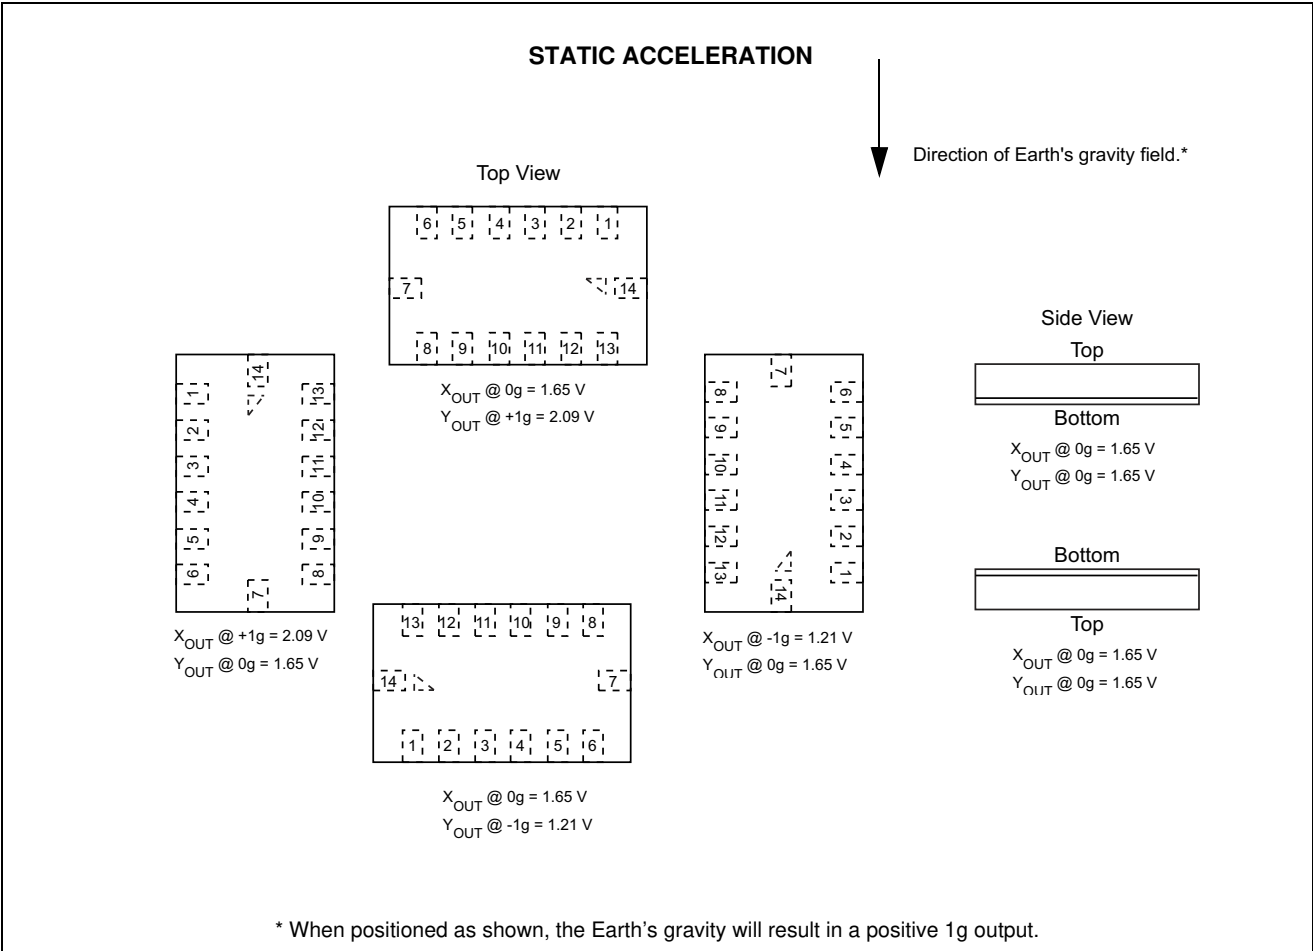 STATIC ACCELERATION
Direction of Earth's gravity field.*
Top View
6 5 4 3 2 1
7 14
8 9 10 11 12 13
XOUT @ 0g = 1.65 V
YOUT @ +1g = 2.09 V
14
1 13
2 12
3 11
4 10
5 9
6 8
7
XOUT @ +1g = 2.09 V
YOUT @ 0g = 1.65 V
13 12 11 10 9 8
14 7
1 2 3 4 5 6
XOUT @ 0g = 1.65 V
YOUT @ -1g = 1.21 V
7
8 6
9 5
10 4
11 3
12 2
13 1
14
XOUT @ -1g = 1.21 V
YOUT @ 0g = 1.65 V
Side View
Top
Bottom
XOUT @ 0g = 1.65 V
YOUT @ 0g = 1.65 V
Bottom
Top
XOUT @ 0g = 1.65 V
YOUT @ 0g = 1.65 V
* When positioned as shown, the Earth's gravity will result in a positive 1g output.